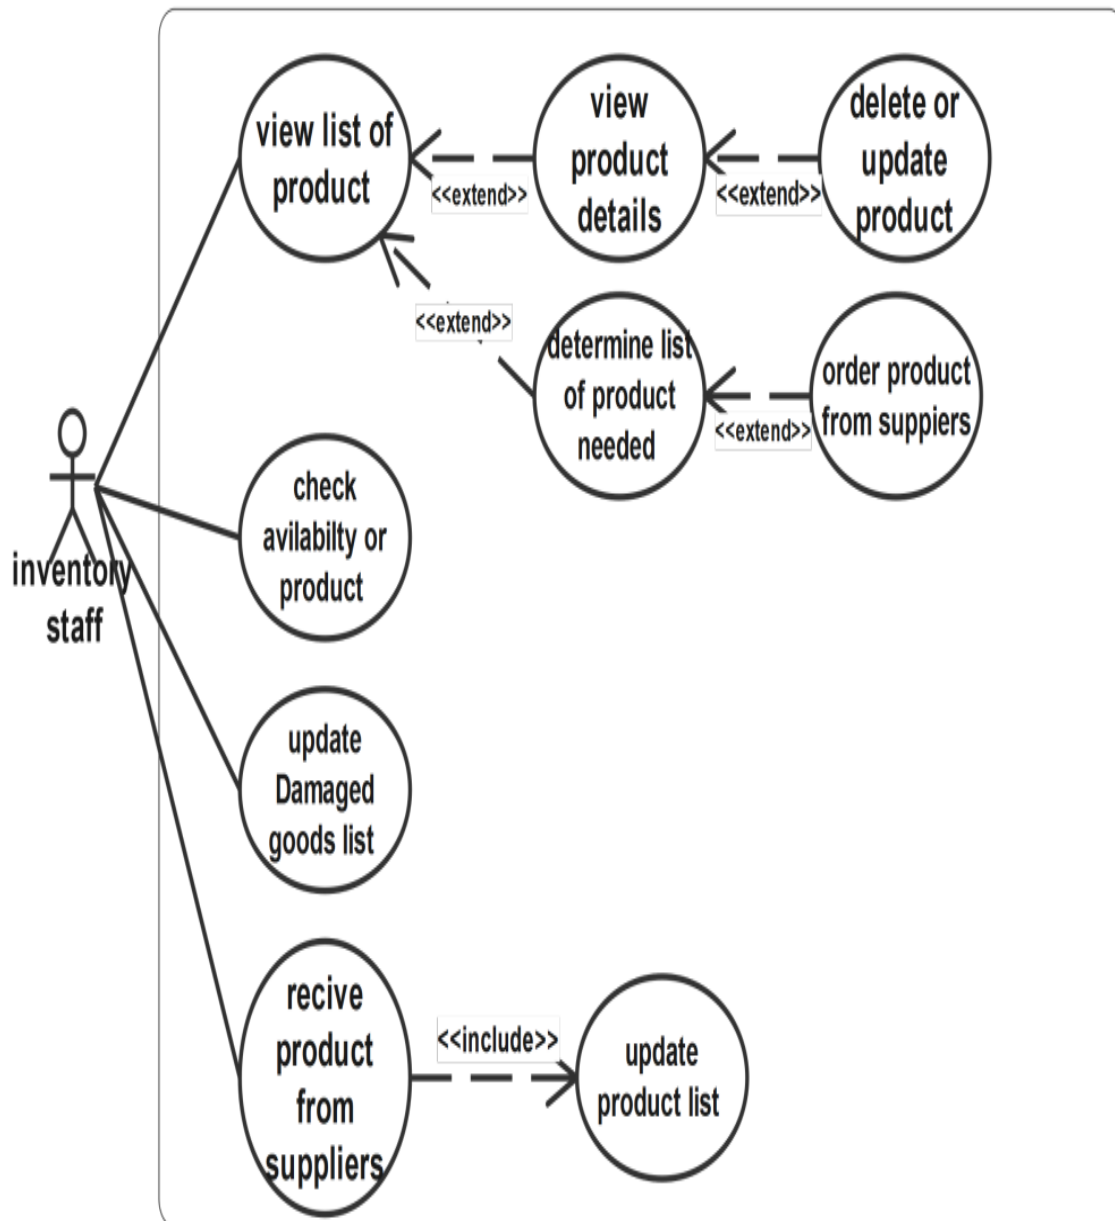 view list of
product
<<extend>>
view
product
details
<<extend>>
delete or
update
product
<<extend>>
determine list
of product
needed
<<extend>>
order product
from suppiers
inventory
staff
check
avilabilty or
product
update
Damaged
goods list
recive
product
from
suppliers
<<include>>
update
product list